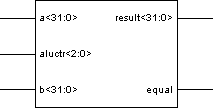 a<31:0> result<31:0>
aluctr<2:0>
b<31:0> equal